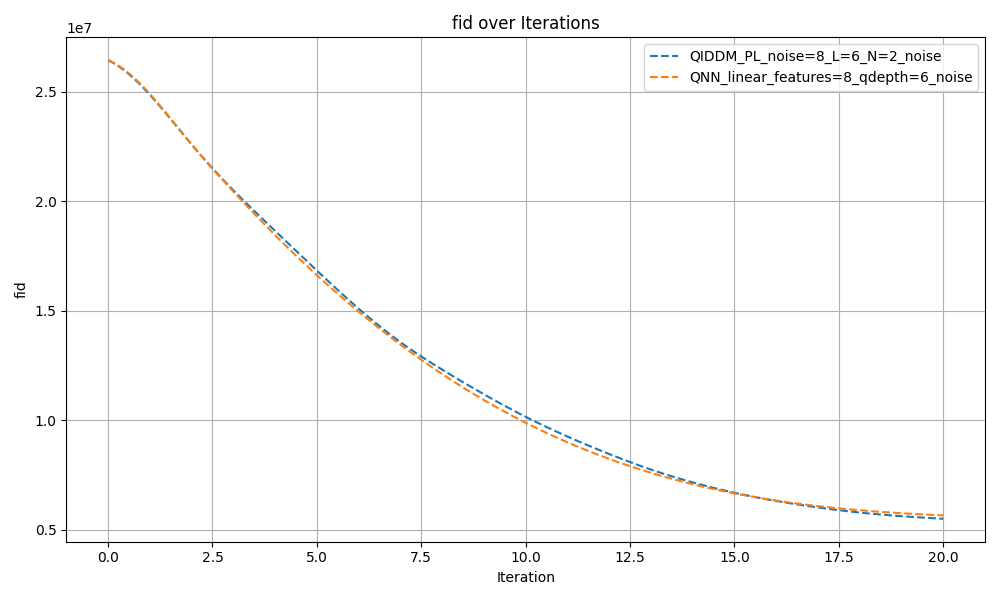 fid over Iterations
1e7
QIDDM_PL_noise=8_L=6_N=2_noise
QNN_linear_features=8_qdepth=6_noise
2.5
2.0
1.5
1.0
0.5
fid
0.0 2.5 5.0 7.5 10.0 12.5 15.0 17.5 20.0
Iteration